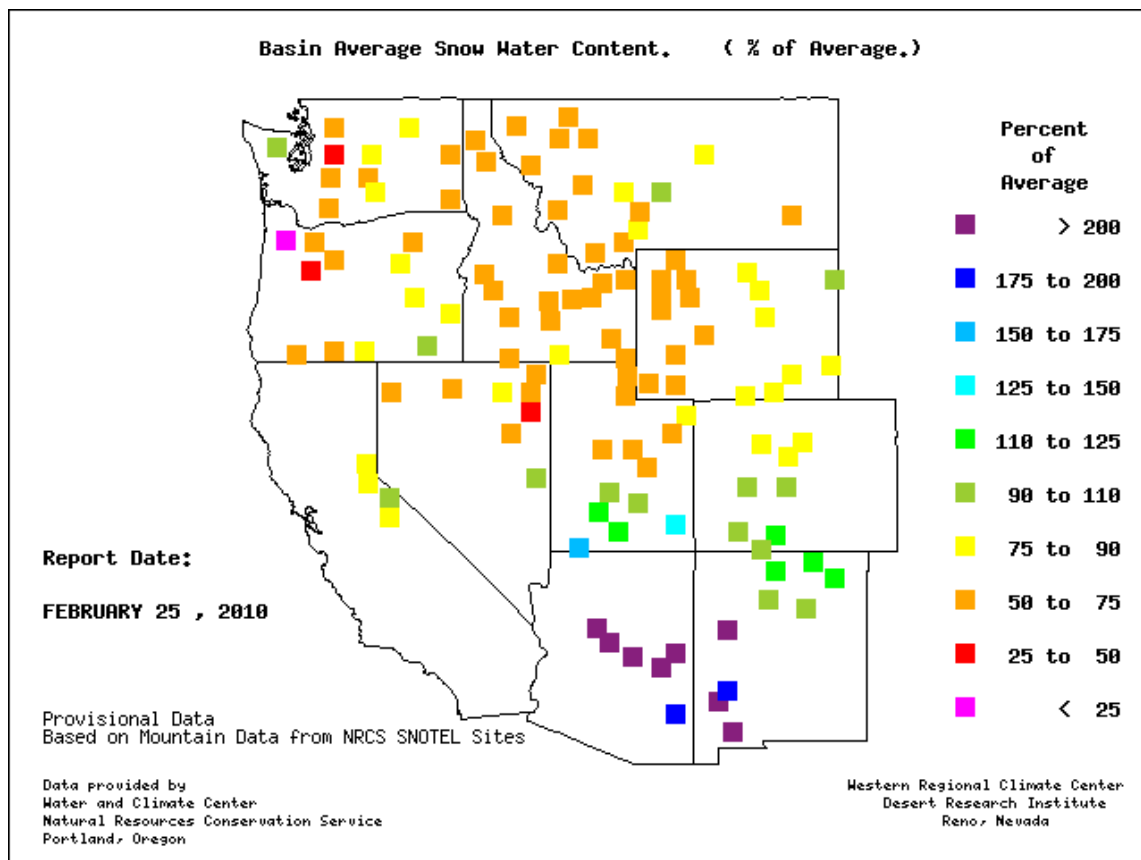 Basin Average Snow Water Content. ( % of Average.)
Percent
of
Average
> 200
175 to 200
150 to 175
125 to 150
110 to 125
90 to 110
75 to 90
50 to 75
25 to 50
< 25
Report Date:
FEBRUARY 25 , 2010
Provisional Data
Based on Mountain Data from NRCS SNOTEL Sites
Data provided by
Water and Climate Center
Natural Resources Conservation Service
Portland, Oregon
Western Regional Climate Center
Desert Research Institute
Reno, Nevada